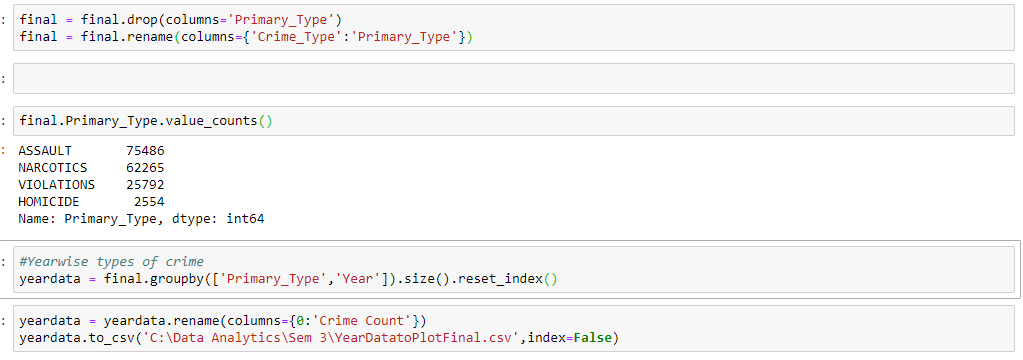 final = final.drop(columns='Primary_Type')
final = final.rename(columns={'Crime_Type':'Primary_Type'})
final.Primary_Type.value_counts()
ASSAULT       75486
NARCOTICS     62265
VIOLATIONS    25792
HOMICIDE       2554
Name: Primary_Type, dtype: int64
#Yearwise types of crime
yeardata = final.groupby(['Primary_Type','Year']).size().reset_index()
yeardata = yeardata.rename(columns={0:'Crime Count'})
yeardata.to_csv('C:\Data Analytics\Sem 3\YearDatatoPlotFinal.csv',index=False)